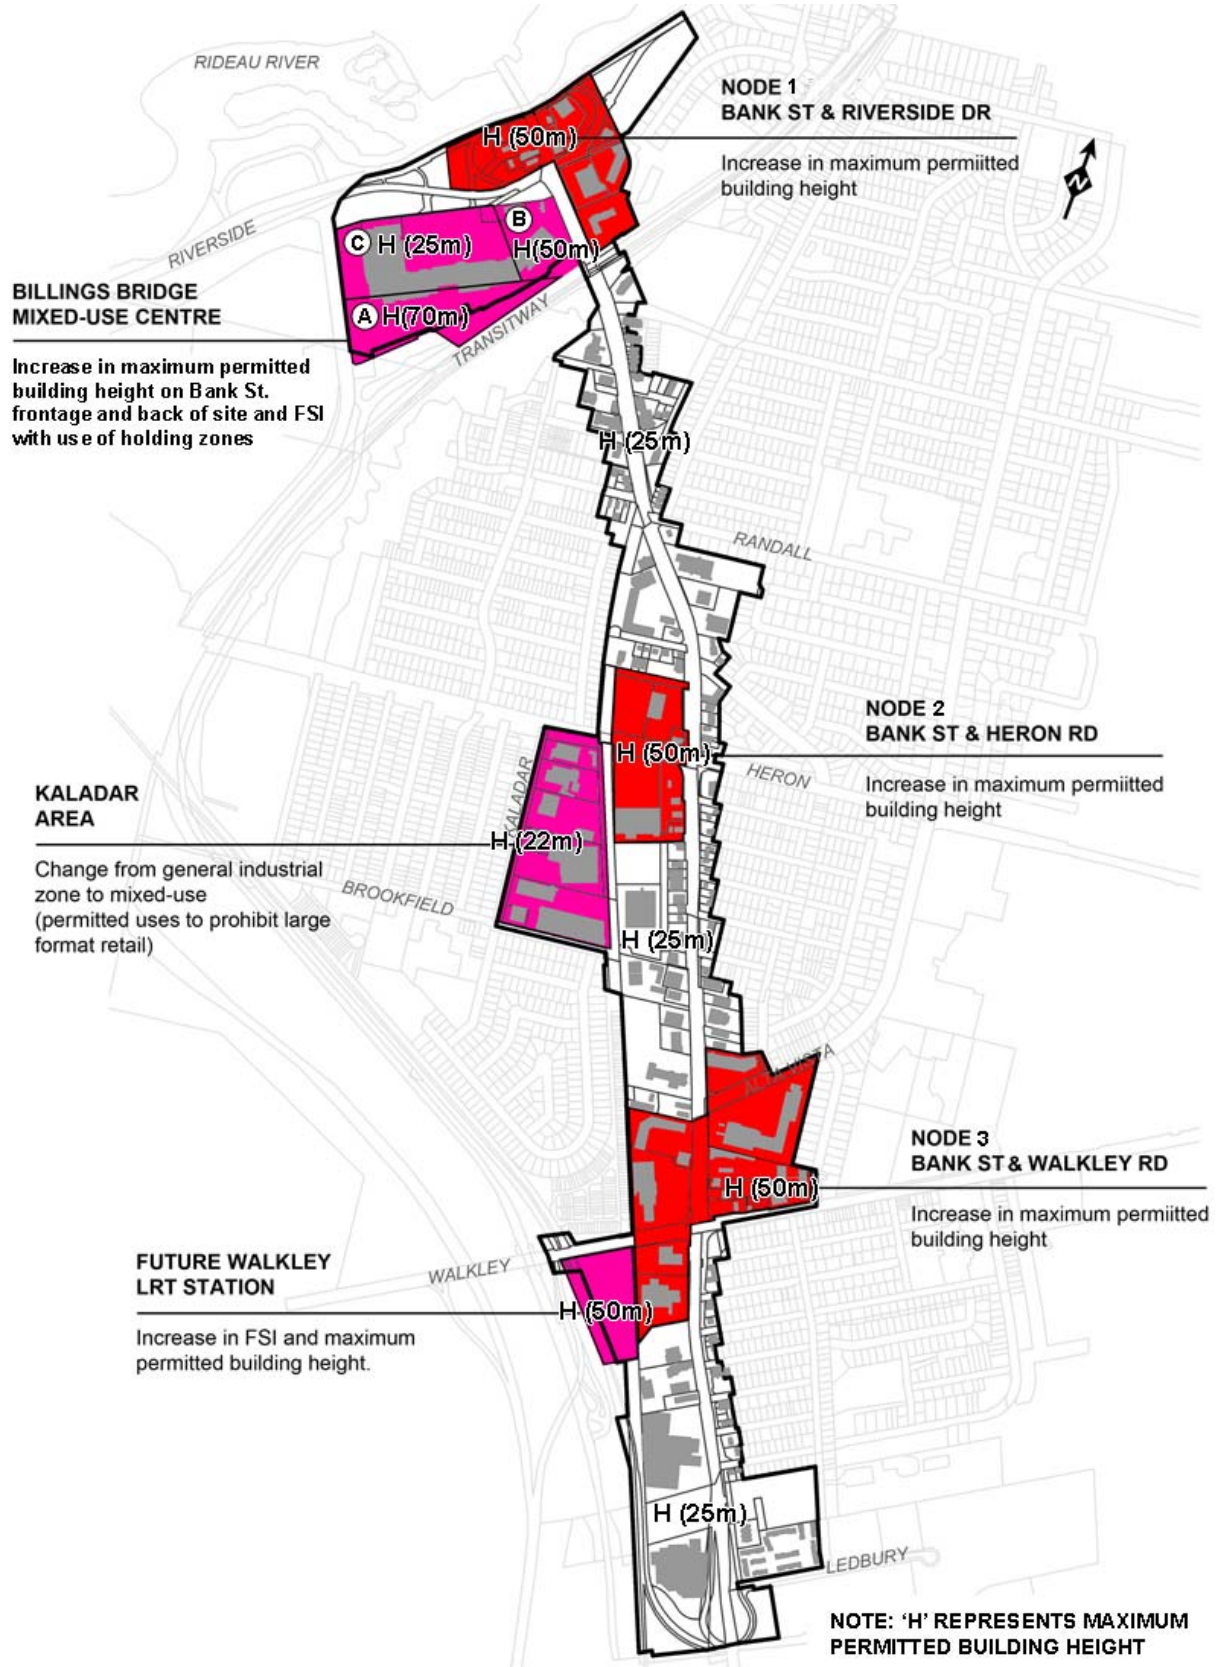 RIDEAU RIVER
NODE 1
BANK ST & RIVERSIDE DR
Increase in maximum permiitted
building height
N
H (50m)
B
C H (25m)
H(50m)
RIVERSIDE
A H(70m)
TRANSITWAY
BILLINGS BRIDGE
MIXED-USE CENTRE
Increase in maximum permitted
building height on Bank St.
frontage and back of site and FSI
with use of holding zones
H (25m)
RANDALL
NODE 2
BANK ST & HERON RD
Increase in maximum permiitted
building height
H (50m)
HERON
KALADAR
KALADAR
AREA
Change from general industrial
zone to mixed-use
(permitted uses to prohibit large
format retail)
H (22m)
BROOKFIELD
H (25m)
ALTA VISTA
NODE 3
BANK ST & WALKLEY RD
Increase in maximum permiitted
building height
H (50m)
FUTURE WALKLEY
LRT STATION
Increase in FSI and maximum
permitted building height.
WALKLEY
H (50m)
H (25m)
LEDBURY
NOTE: ‘H’ REPRESENTS MAXIMUM
PERMITTED BUILDING HEIGHT